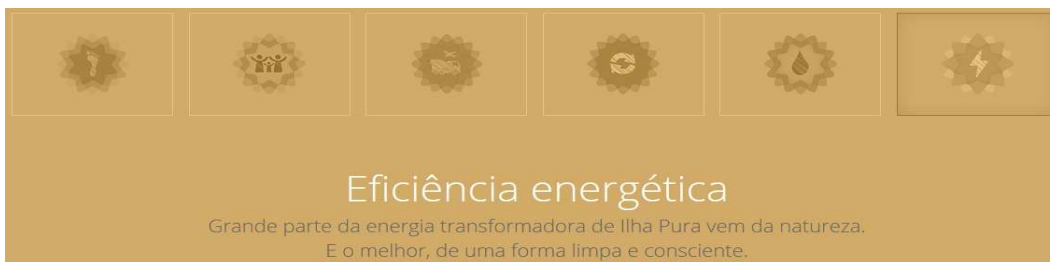 Eficiência energética
Grande parte da energia transformadora de Ilha Pura vem da natureza.
E o melhor, de uma forma limpa e consciente.